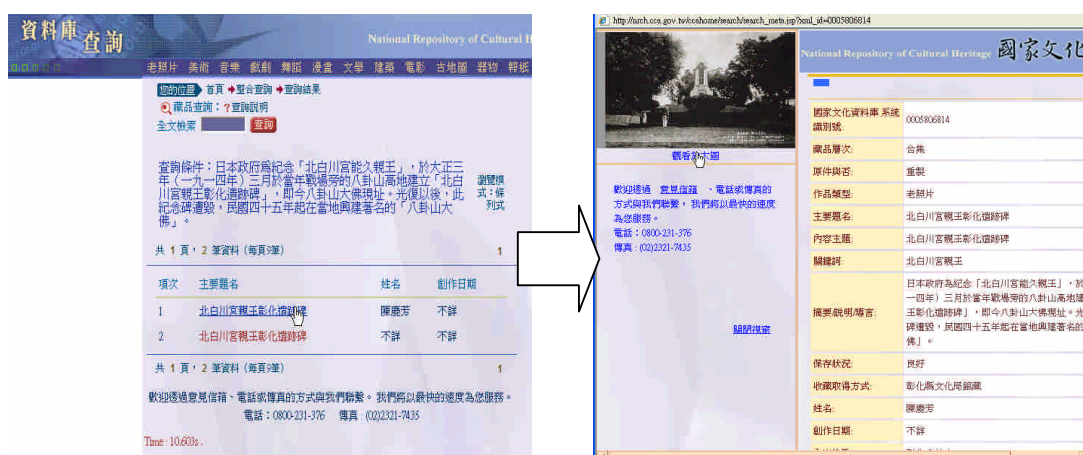 資料庫 查詢
National Repository of Cultural H
老照片 美術 音樂 戲劇 舞蹈 漫畫 文學 建築 電影 古地圖 器物 報紙
您的位置 首頁 整合查詢 查詢結果
藏品查詢：?查詢說明
全文檢索 查詢
查詢條件：日本政府為紀念「北白川宮能久親王」，於大正三
年（一九一四年）三月於當年戰場旁的八卦山高地建立「北白
川宮親王彰化遺跡碑」，即今八卦山大佛現址。光復以後，此
紀念碑遭毀，民國四十五年起在當地興建著名的「八卦山大
佛」。
瀏覽模
式：條
列式
共 1 頁，2 筆資料 (每頁9筆)
1
項次 主要題名 姓名 創作日期
1 北白川宮親王彰化遺跡碑 陳慶芳 不詳
2 北白川宮親王彰化遺跡碑 不詳 不詳
共 1 頁，2 筆資料 (每頁9筆)
1
歡迎透過意見信箱、電話或傳真的方式與我們聯繫。我們將以最快的速度為您服務。
電話：0800-231-376 傳真：(02)2321-7435
Time : 10.603s .
http://nrch.cca.gov.tw/ccahome/search/search_meta.jsp?xml_id=0005806814
National Repository of Cultural Heritage 國家文化
觀看放大圖
歡迎透過 意見信箱 、電話或傳真的
方式與我們聯繫，我們將以最快的速度
為您服務。
電話：0800-231-376
傳真：(02)2321-7435
關閉視窗
國家文化資料庫 系統
識別號: 0005806814
藏品層次: 合集
原件與否: 重製
作品類型: 老照片
主要題名: 北白川宮親王彰化遺跡碑
內容主題: 北白川宮親王彰化遺跡碑
關鍵詞: 北白川宮親王
摘要/說明/導言:
日本政府為紀念「北白川宮能久親王」，於
一四年）三月於當年戰場旁的八卦山高地建
王彰化遺跡碑」，即今八卦山大佛現址。光
碑遭毀，民國四十五年起在當地興建著名的
佛」。
保存狀況: 良好
收藏取得方式: 彰化縣文化局館藏
姓名: 陳慶芳
創作日期: 不詳